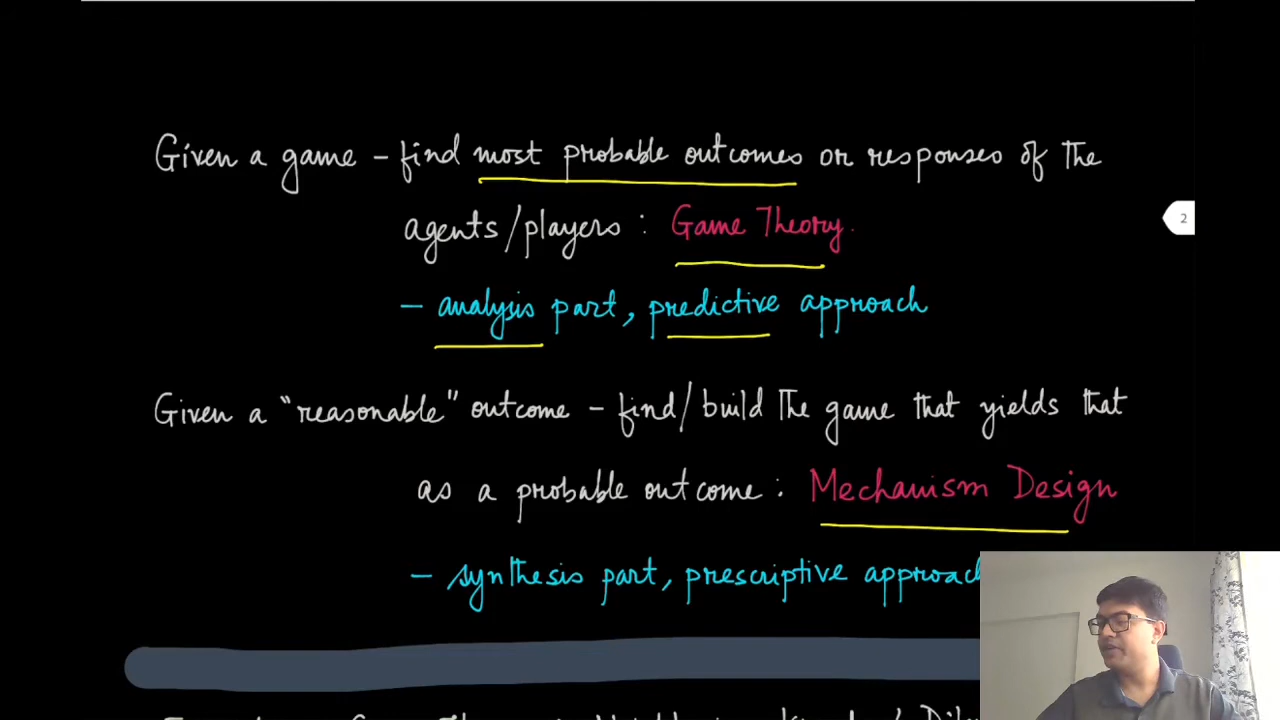 Given a game - find most probable outcomes or responses of the
2
agents/players : Game Theory.
- analysis part, predictive approach
Given a "reasonable" outcome - find/build the game that yields that
as a probable outcome : Mechanism Design
- synthesis part, prescriptive approach